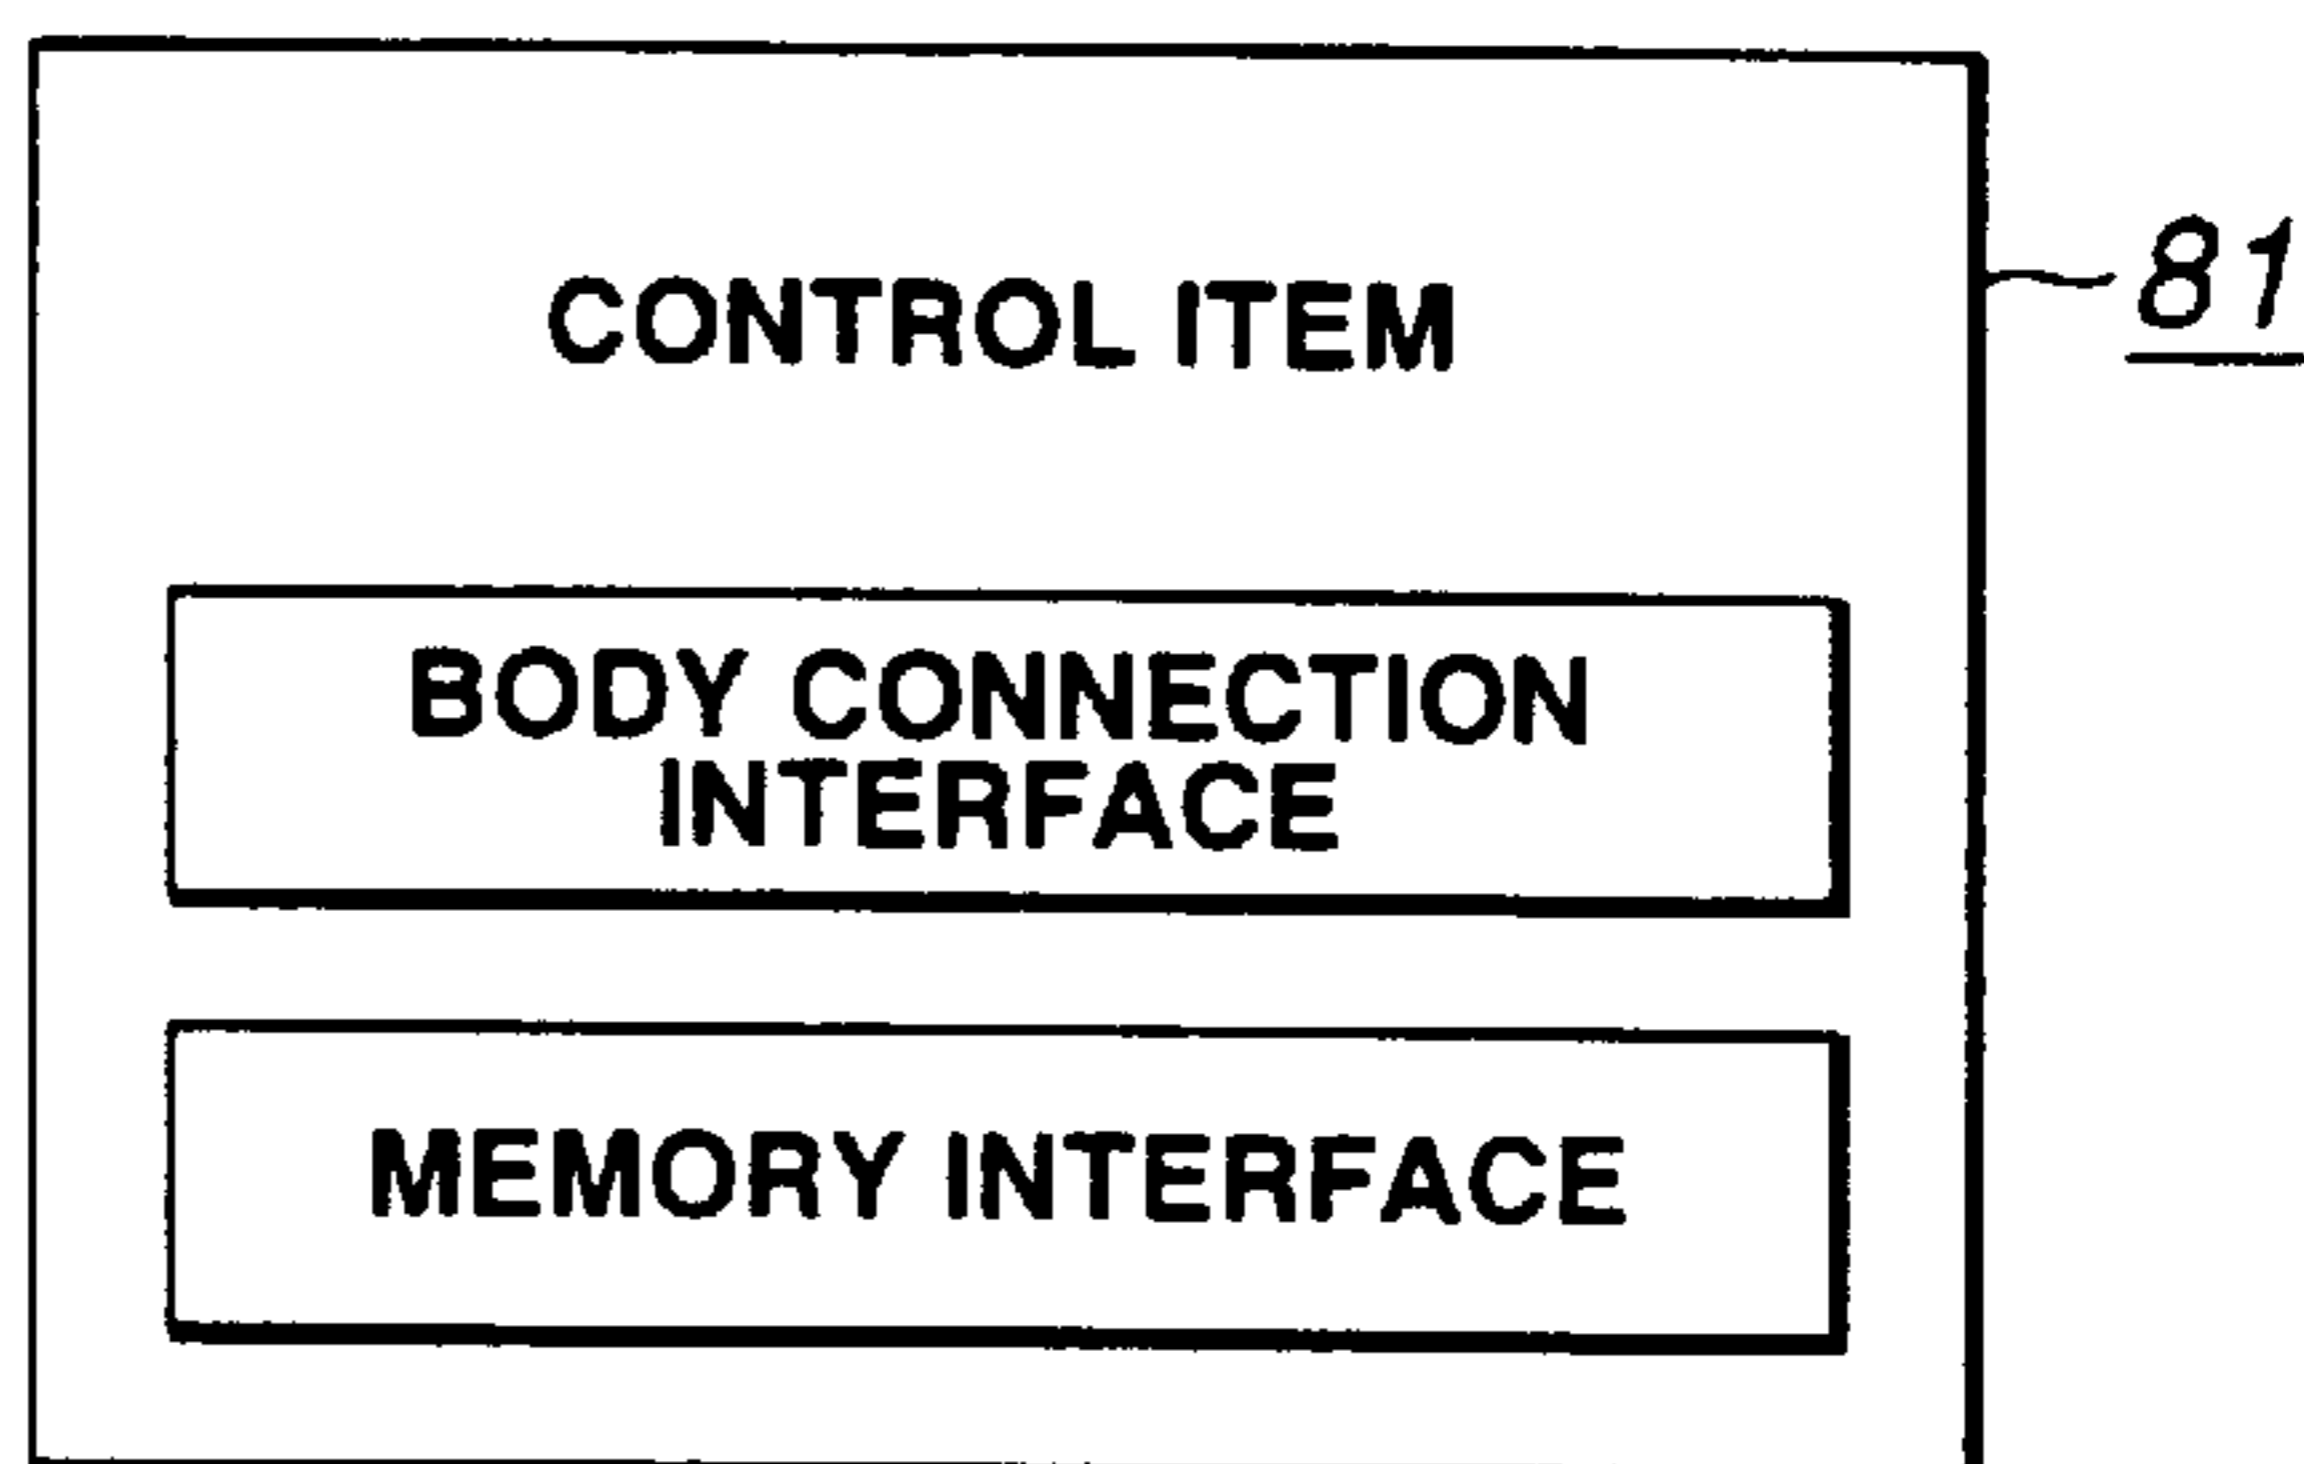 CONTROL ITEM
81
BODY CONNECTION
INTERFACE
MEMORY INTERFACE